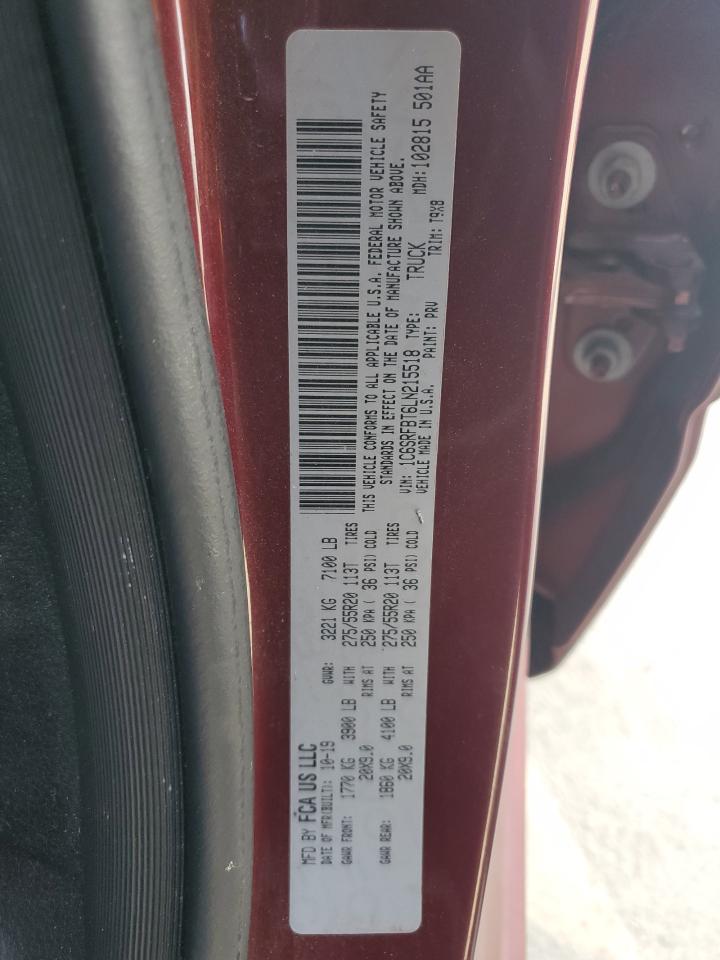 MFD BY FCA US LLC
DATE OF MFR(BUILT): 10-19 GVWR: 3221 KG 7100 LB
GAWR FRONT: 1770 KG 3900 LB WITH 275/55R20 113T TIRES
20X9.0 RIMS AT 250 KPA ( 36 PSI) COLD
GAWR REAR: 1860 KG 4100 LB WITH 275/55R20 113T TIRES
20X9.0 RIMS AT 250 KPA ( 36 PSI) COLD
THIS VEHICLE CONFORMS TO ALL APPLICABLE U.S.A. FEDERAL MOTOR VEHICLE SAFETY
STANDARDS IN EFFECT ON THE DATE OF MANUFACTURE SHOWN ABOVE.
VIN: 1C6SRFBT6LN215518 TYPE: TRUCK MDH: 102815 501AA
VEHICLE MADE IN U.S.A. PAINT: PRV TRIM: T9X8